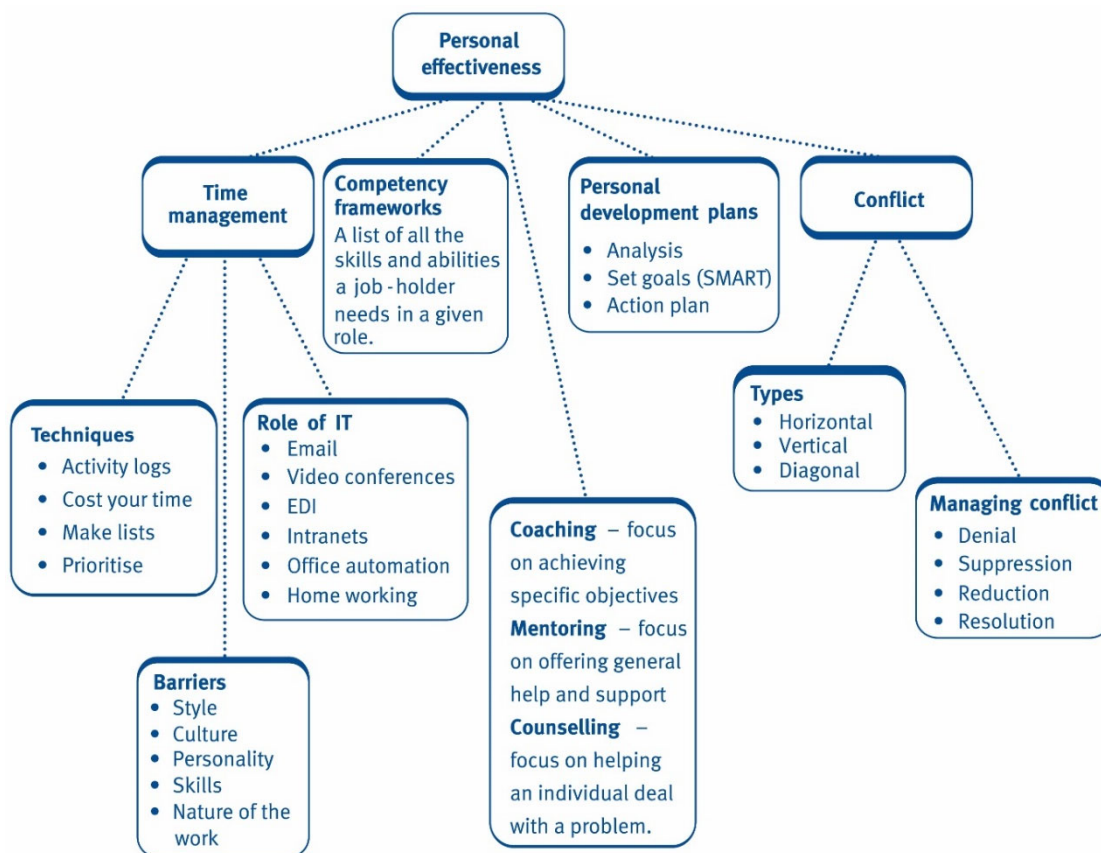 Personal
effectiveness
Time
management
Competency
frameworks
A list of all the
skills and abilities
a job - holder
needs in a given
role.
Personal
development plans
• Analysis
• Set goals (SMART)
• Action plan
Conflict
Techniques
• Activity logs
• Cost your time
• Make lists
• Prioritise
Role of IT
• Email
• Video conferences
• EDI
• Intranets
• Office automation
• Home working
Barriers
• Style
• Culture
• Personality
• Skills
• Nature of the
work
Coaching – focus
on achieving
specific objectives
Mentoring – focus
on offering general
help and support
Counselling –
focus on helping
an individual deal
with a problem.
Types
• Horizontal
• Vertical
• Diagonal
Managing conflict
• Denial
• Suppression
• Reduction
• Resolution